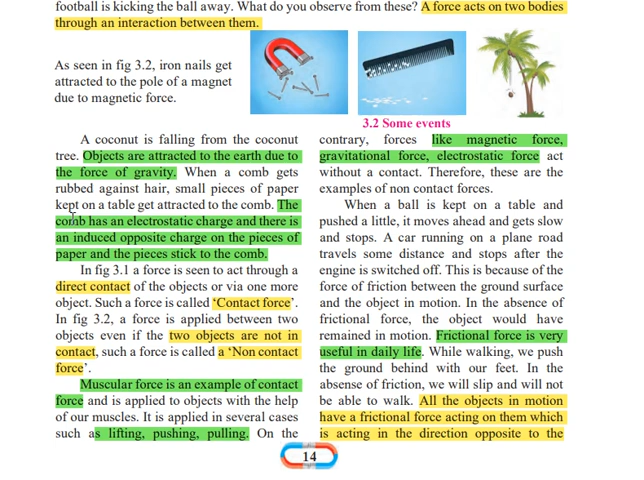 football is kicking the ball away. What do you observe from these? A force acts on two bodies
through an interaction between them.
As seen in fig 3.2, iron nails get
attracted to the pole of a magnet
due to magnetic force.
3.2 Some events
A coconut is falling from the coconut
tree. Objects are attracted to the earth due to
the force of gravity. When a comb gets
rubbed against hair, small pieces of paper
kept on a table get attracted to the comb. The
comb has an electrostatic charge and there is
an induced opposite charge on the pieces of
paper and the pieces stick to the comb.
In fig 3.1 a force is seen to act through a
direct contact of the objects or via one more
object. Such a force is called ‘Contact force’.
In fig 3.2, a force is applied between two
objects even if the two objects are not in
contact, such a force is called a ‘Non contact
force’.
Muscular force is an example of contact
force and is applied to objects with the help
of our muscles. It is applied in several cases
such as lifting, pushing, pulling. On the
contrary, forces like magnetic force,
gravitational force, electrostatic force act
without a contact. Therefore, these are the
examples of non contact forces.
When a ball is kept on a table and
pushed a little, it moves ahead and gets slow
and stops. A car running on a plane road
travels some distance and stops after the
engine is switched off. This is because of the
force of friction between the ground surface
and the object in motion. In the absence of
frictional force, the object would have
remained in motion. Frictional force is very
useful in daily life. While walking, we push
the ground behind with our feet. In the
absense of friction, we will slip and will not
be able to walk. All the objects in motion
have a frictional force acting on them which
is acting in the direction opposite to the
14